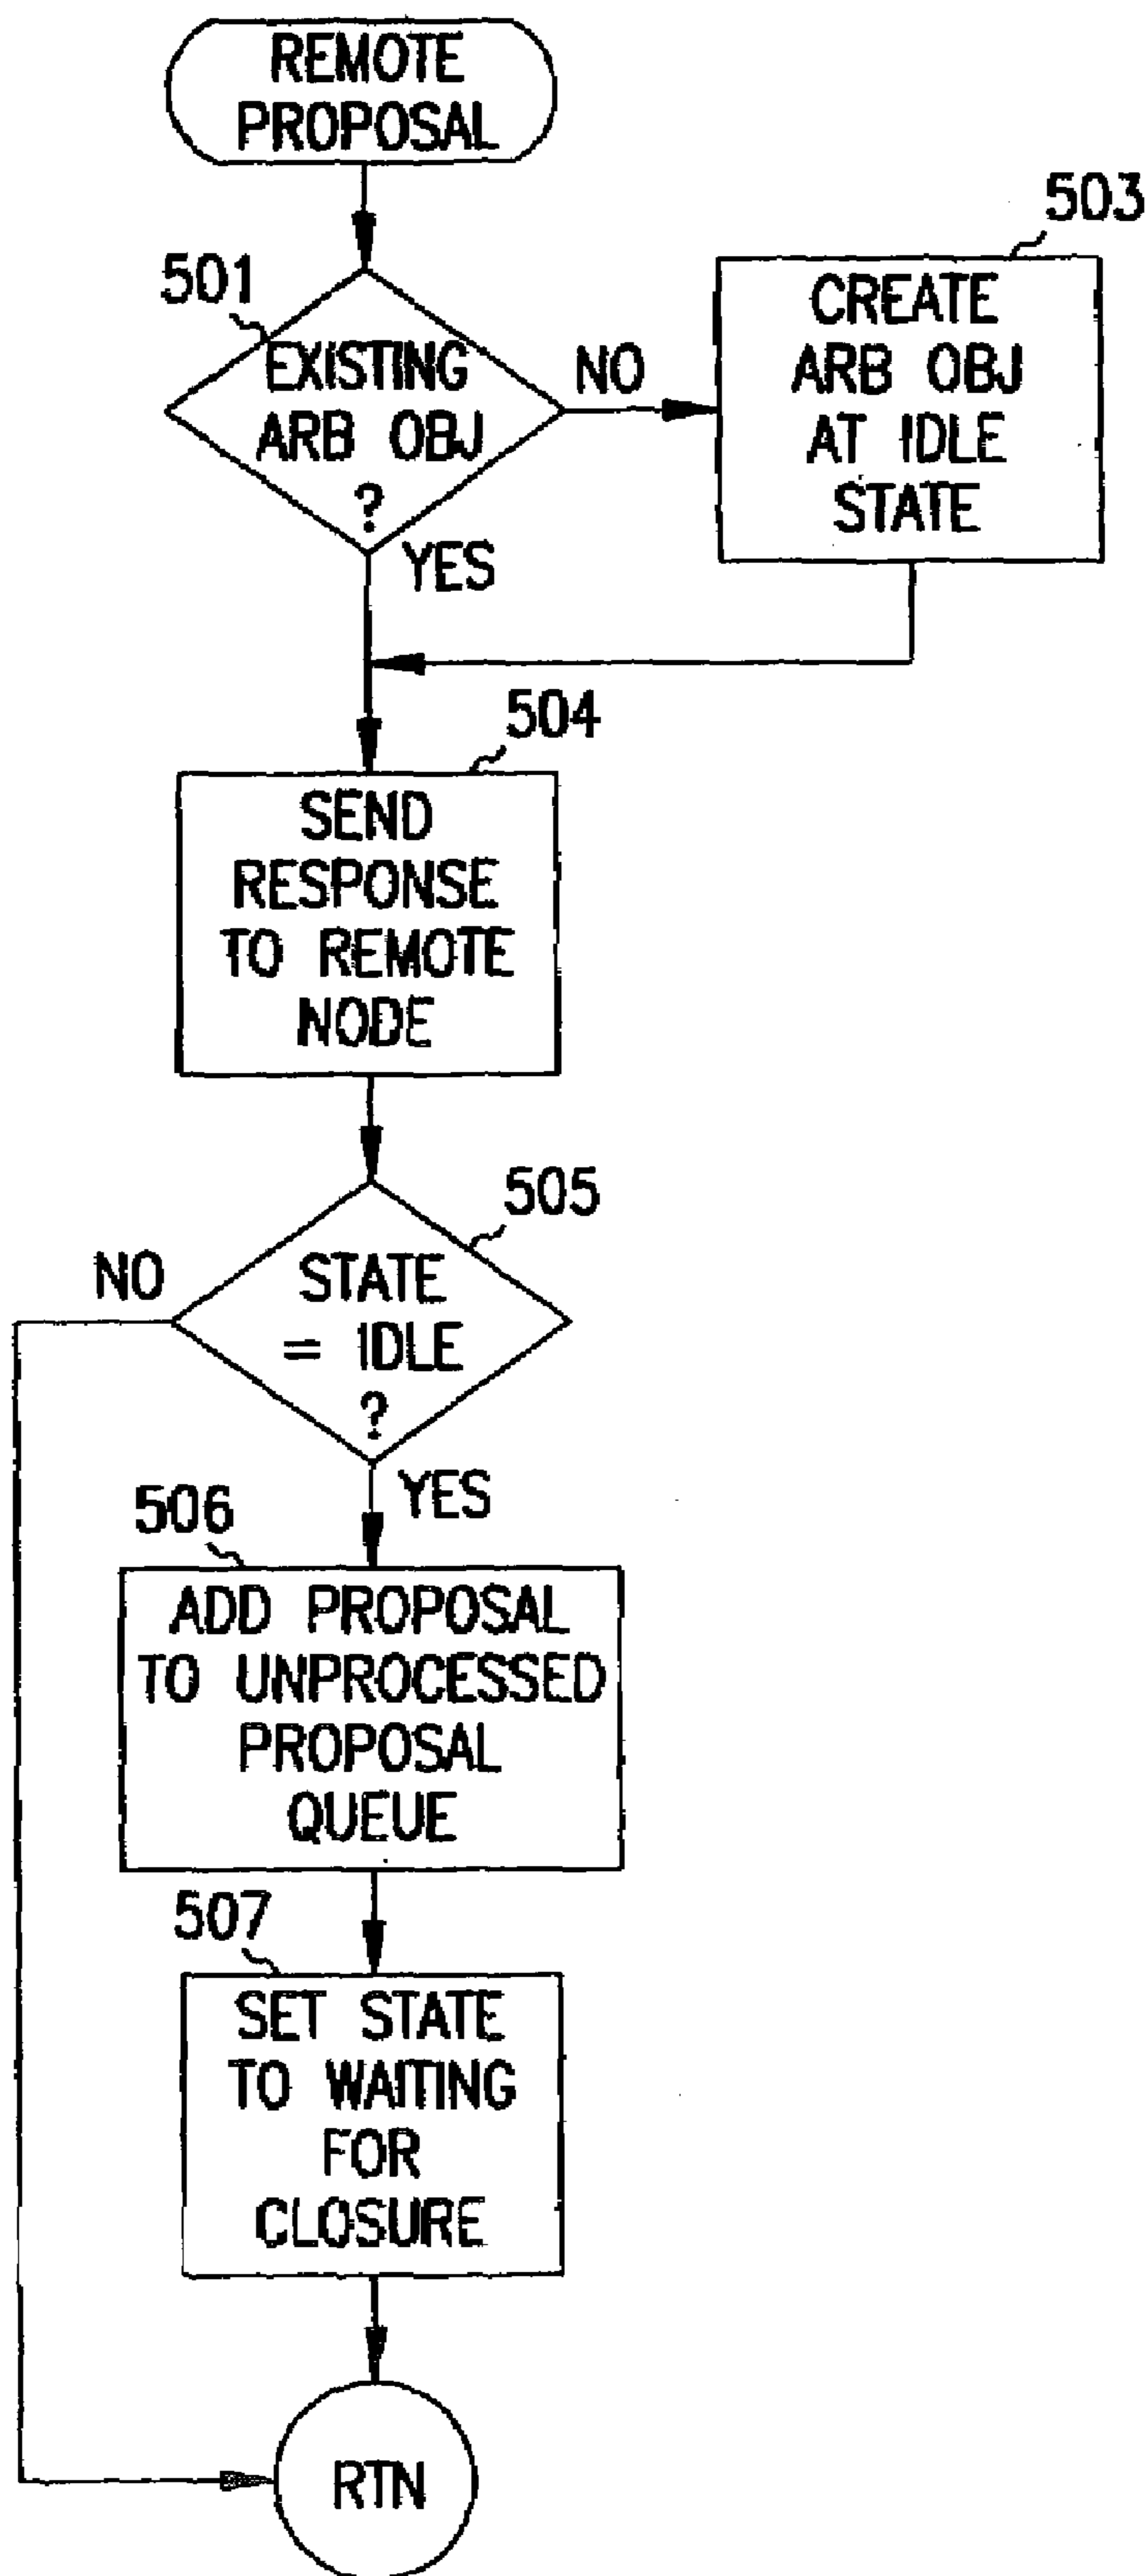 REMOTE
PROPOSAL
501
EXISTING
ARB OBJ
?
NO
503
CREATE
ARB OBJ
AT IDLE
STATE
YES
504
SEND
RESPONSE
TO REMOTE
NODE
505
STATE
= IDLE
?
NO
YES
506
ADD PROPOSAL
TO UNPROCESSED
PROPOSAL
QUEUE
507
SET STATE
TO WAITING
FOR
CLOSURE
RTN